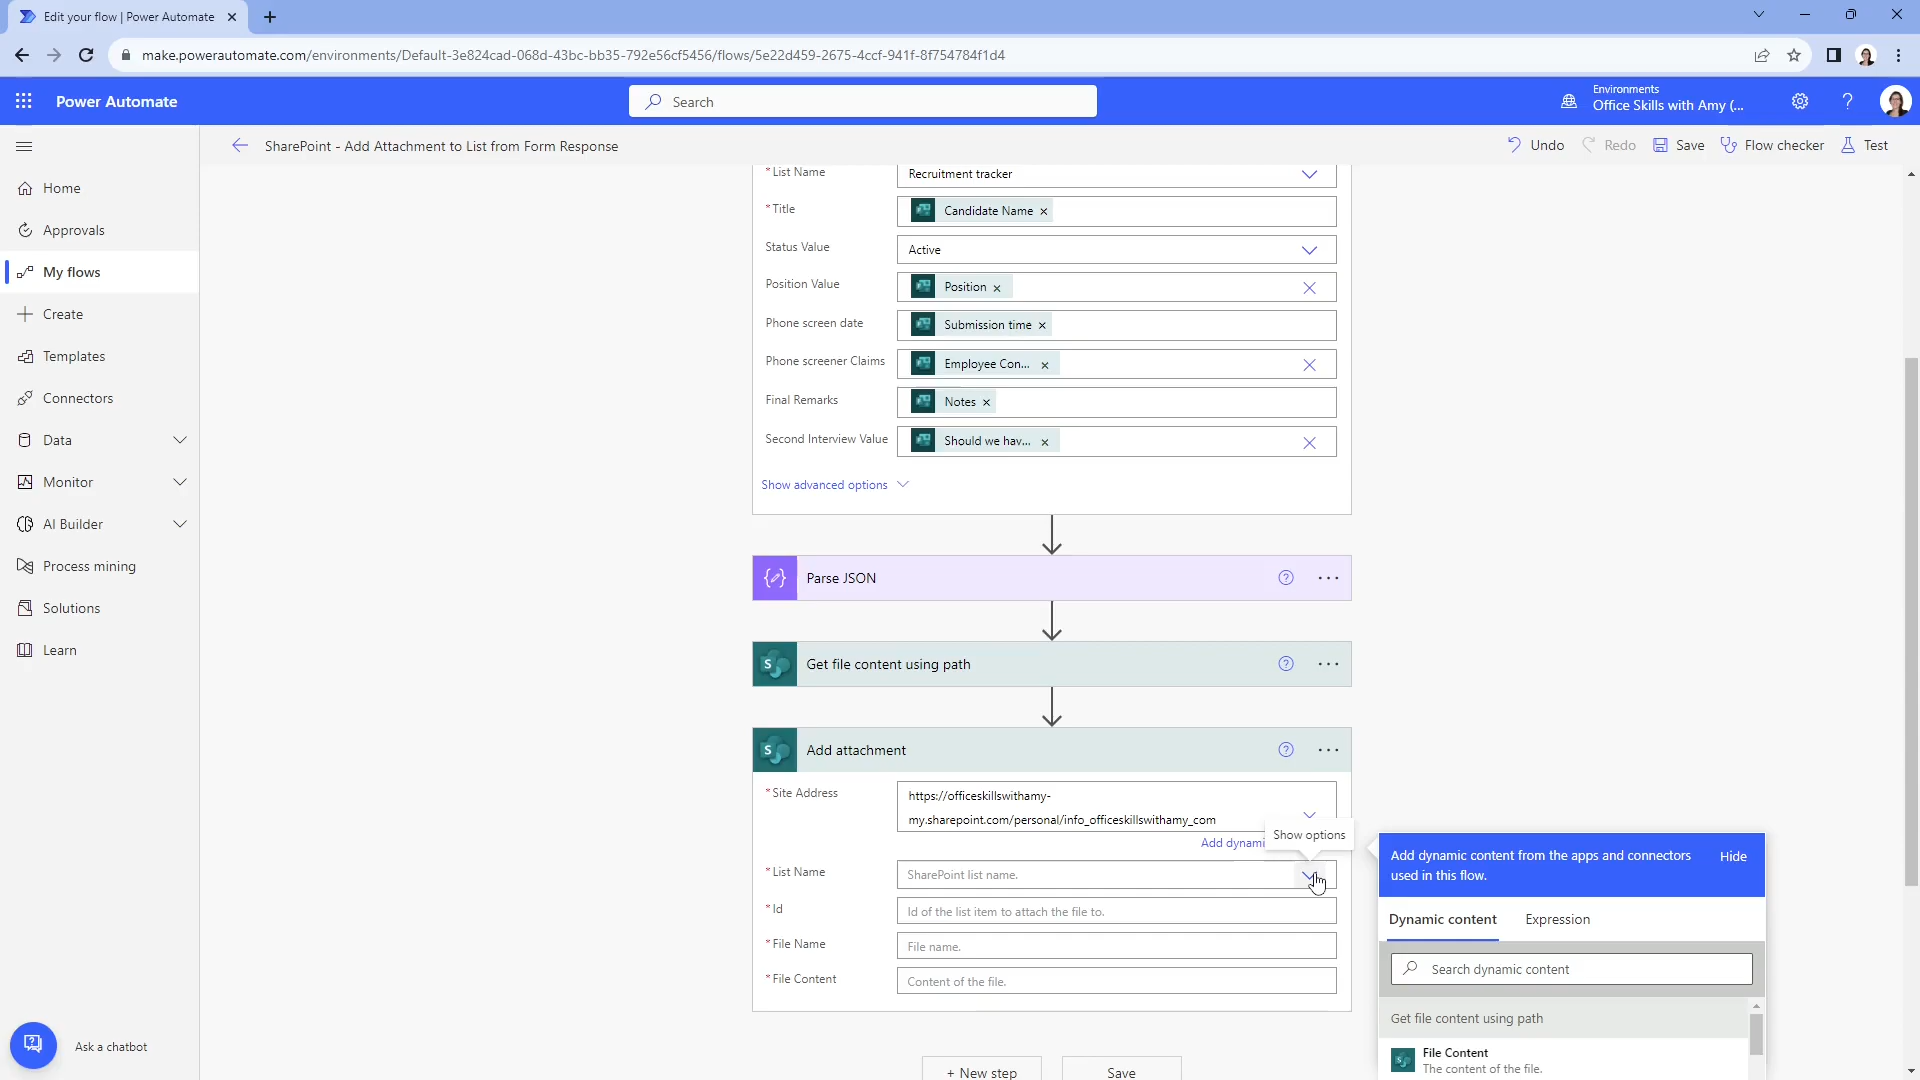 Edit your flow | Power Automate
make.powerautomate.com/environments/Default-3e824cad-068d-43bc-bb35-792e56cf5456/flows/5e22d459-2675-4ccf-941f-8f754784f1d4
Power Automate
Search
Environments
Office Skills with Amy (...
SharePoint - Add Attachment to List from Form Response
Undo
Redo
Save
Flow checker
Test
Home
Approvals
My flows
Create
Templates
Connectors
Data
Monitor
AI Builder
Process mining
Solutions
Learn
Ask a chatbot
* List Name
Recruitment tracker
* Title
Candidate Name
Status Value
Active
Position Value
Position
Phone screen date
Submission time
Phone screener Claims
Employee Con...
Final Remarks
Notes
Second Interview Value
Should we hav...
Show advanced options
Parse JSON
Get file content using path
Add attachment
* Site Address
https://officeskillswithamy-
my.sharepoint.com/personal/info_officeskillswithamy_com
Add dynami
Show options
* List Name
SharePoint list name.
* Id
Id of the list item to attach the file to.
* File Name
File name.
* File Content
Content of the file.
+ New step
Save
Add dynamic content from the apps and connectors
used in this flow.
Hide
Dynamic content
Expression
Search dynamic content
Get file content using path
File Content
The content of the file.